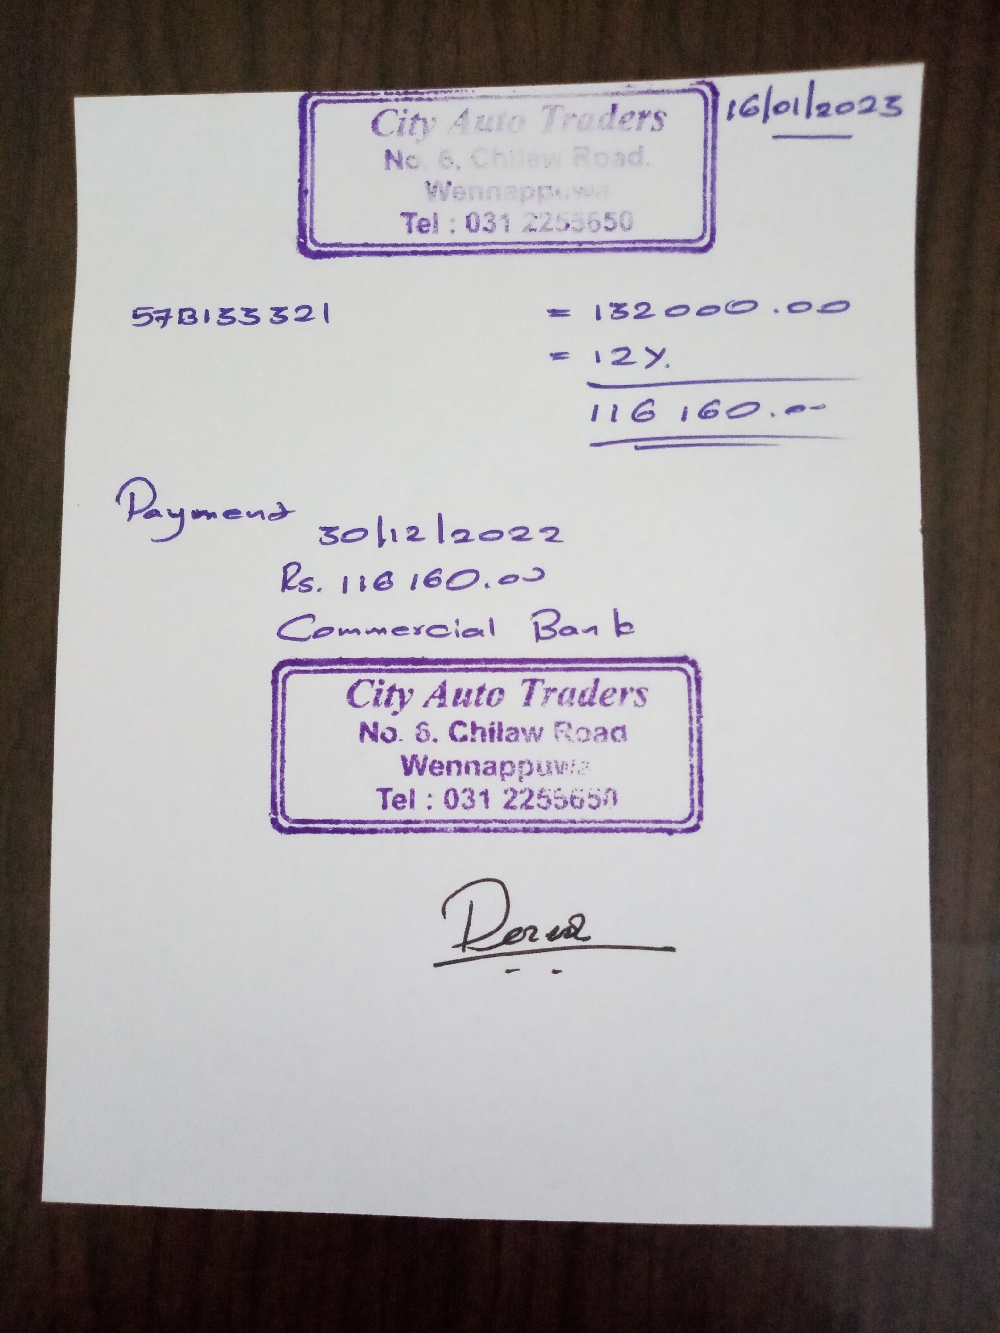 City Auto Traders
No. 6, Chilaw Road.
Wennappuwa
Tel : 031 2255650
16/01/2023
57B133321 = 132000.00
= 12%
116 160.00
Payment
30/12/2022
Rs. 116 160.00
Commercial Bank
City Auto Traders
No. 6. Chilaw Road
Wennappuwa
Tel : 031 2255650